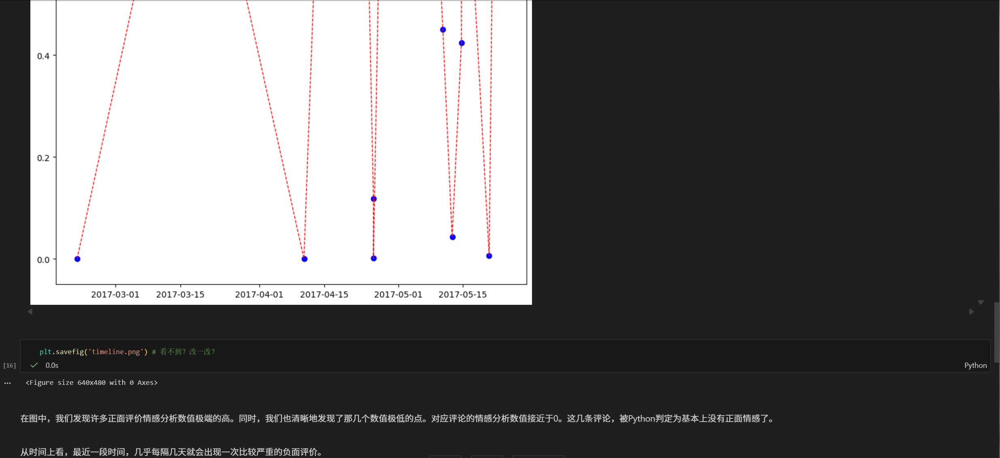 0.4
0.2
0.0
2017-03-01 2017-03-15 2017-04-01 2017-04-15 2017-05-01 2017-05-15
plt.savefig('timeline.png') # 看不到？改一改？
[16] 0.0s Python
<Figure size 640x480 with 0 Axes>
在图中，我们发现许多正面评价情感分析数值极端的高。同时，我们也清晰地发现了那几个数值极低的点。对应评论的情感分析数值接近于0。这几条评论，被Python判定为基本上没有正面情感了。
从时间上看，最近一段时间，几乎每隔几天就会出现一次比较严重的负面评价。